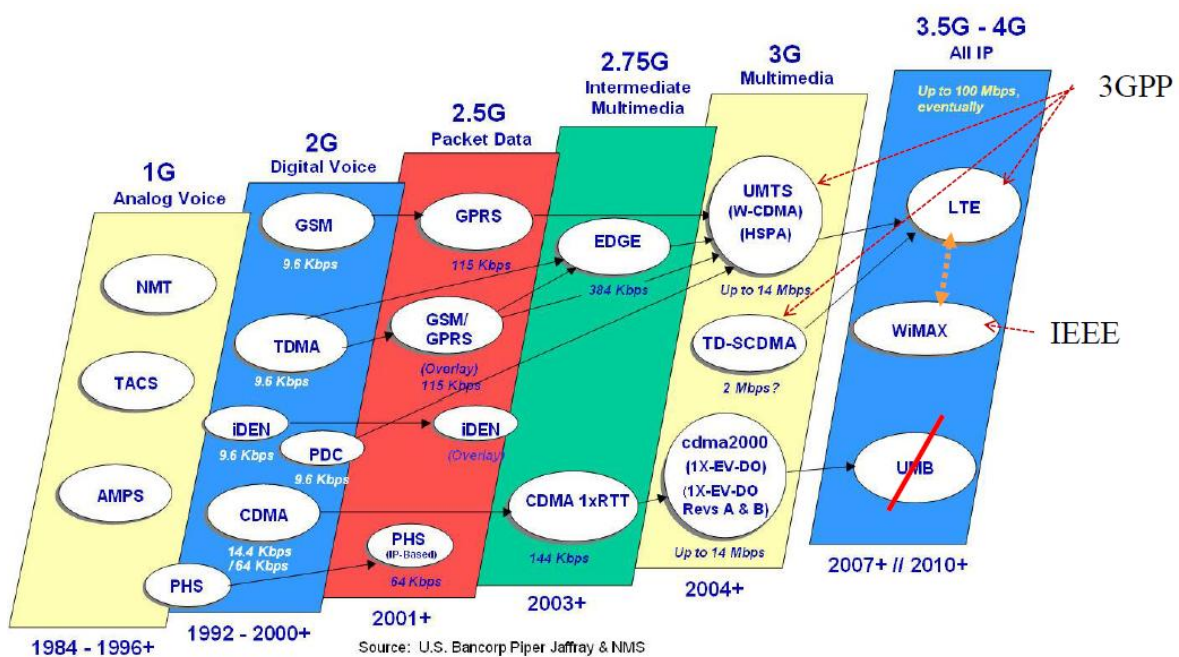 1G
Analog Voice
NMT
TACS
AMPS
1984 - 1996+
2G
Digital Voice
GSM
9.6 Kbps
TDMA
9.6 Kbps
iDEN
9.6 Kbps
PDC
9.6 Kbps
CDMA
14.4 Kbps
/64 Kbps
PHS
1992 - 2000+
2.5G
Packet Data
GPRS
115 Kbps
GSM/
GPRS
(Overlay)
115 Kbps
iDEN
(Overlay)
PHS
(IP-Based)
64 Kbps
2001+
2.75G
Intermediate
Multimedia
EDGE
384 Kbps
CDMA 1xRTT
144 Kbps
2003+
3G
Multimedia
UMTS
(W-CDMA)
(HSPA)
Up to 14 Mbps
TD-SCDMA
2 Mbps?
cdma2000
(1X-EV-DO)
(1X-EV-DO
Revs A & B)
Up to 14 Mbps
2004+
3.5G - 4G
All IP
Up to 100 Mbps,
eventually
LTE
WiMAX
UMB
2007+ // 2010+
3GPP
IEEE
Source: U.S. Bancorp Piper Jaffray & NMS